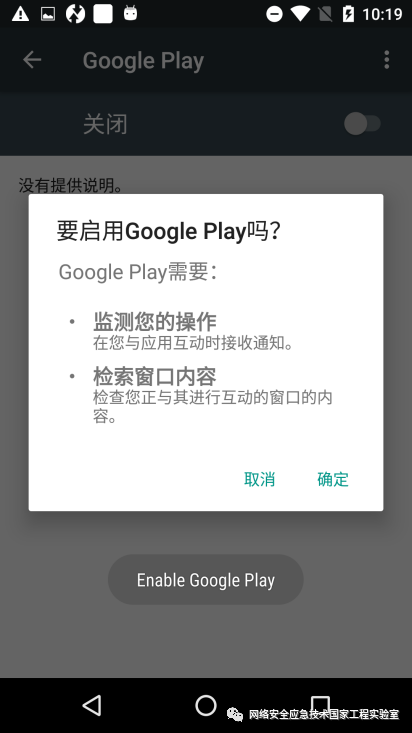 10:19
Google Play
关闭
没有提供说明。
要启用Google Play吗？
Google Play需要：
• 监测您的操作
在您与应用互动时接收通知。
• 检索窗口内容
检查您正与其进行互动的窗口的内
容。
取消 确定
Enable Google Play
网络安全应急技术国家工程实验室